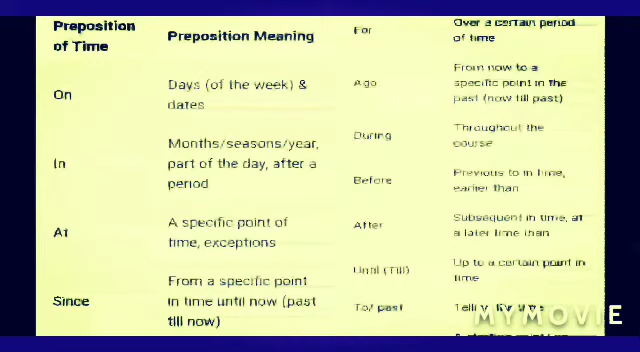 Preposition
of Time
Preposition Meaning
On
Days (of the week) &
dates
In
Months/seasons/year,
part of the day, after a
period
At
A specific point of
time, exceptions
Since
From a specific point
in time until now (past
till now)
For
Over a certain period
of time
Ago
From now to a
specific point in the
past (now till past)
During
Throughout the
course
Before
Previous to in time,
earlier than
After
Subsequent in time, at
a later time than
Until (Till)
Up to a certain point in
time
To/ past
MYMOVIE